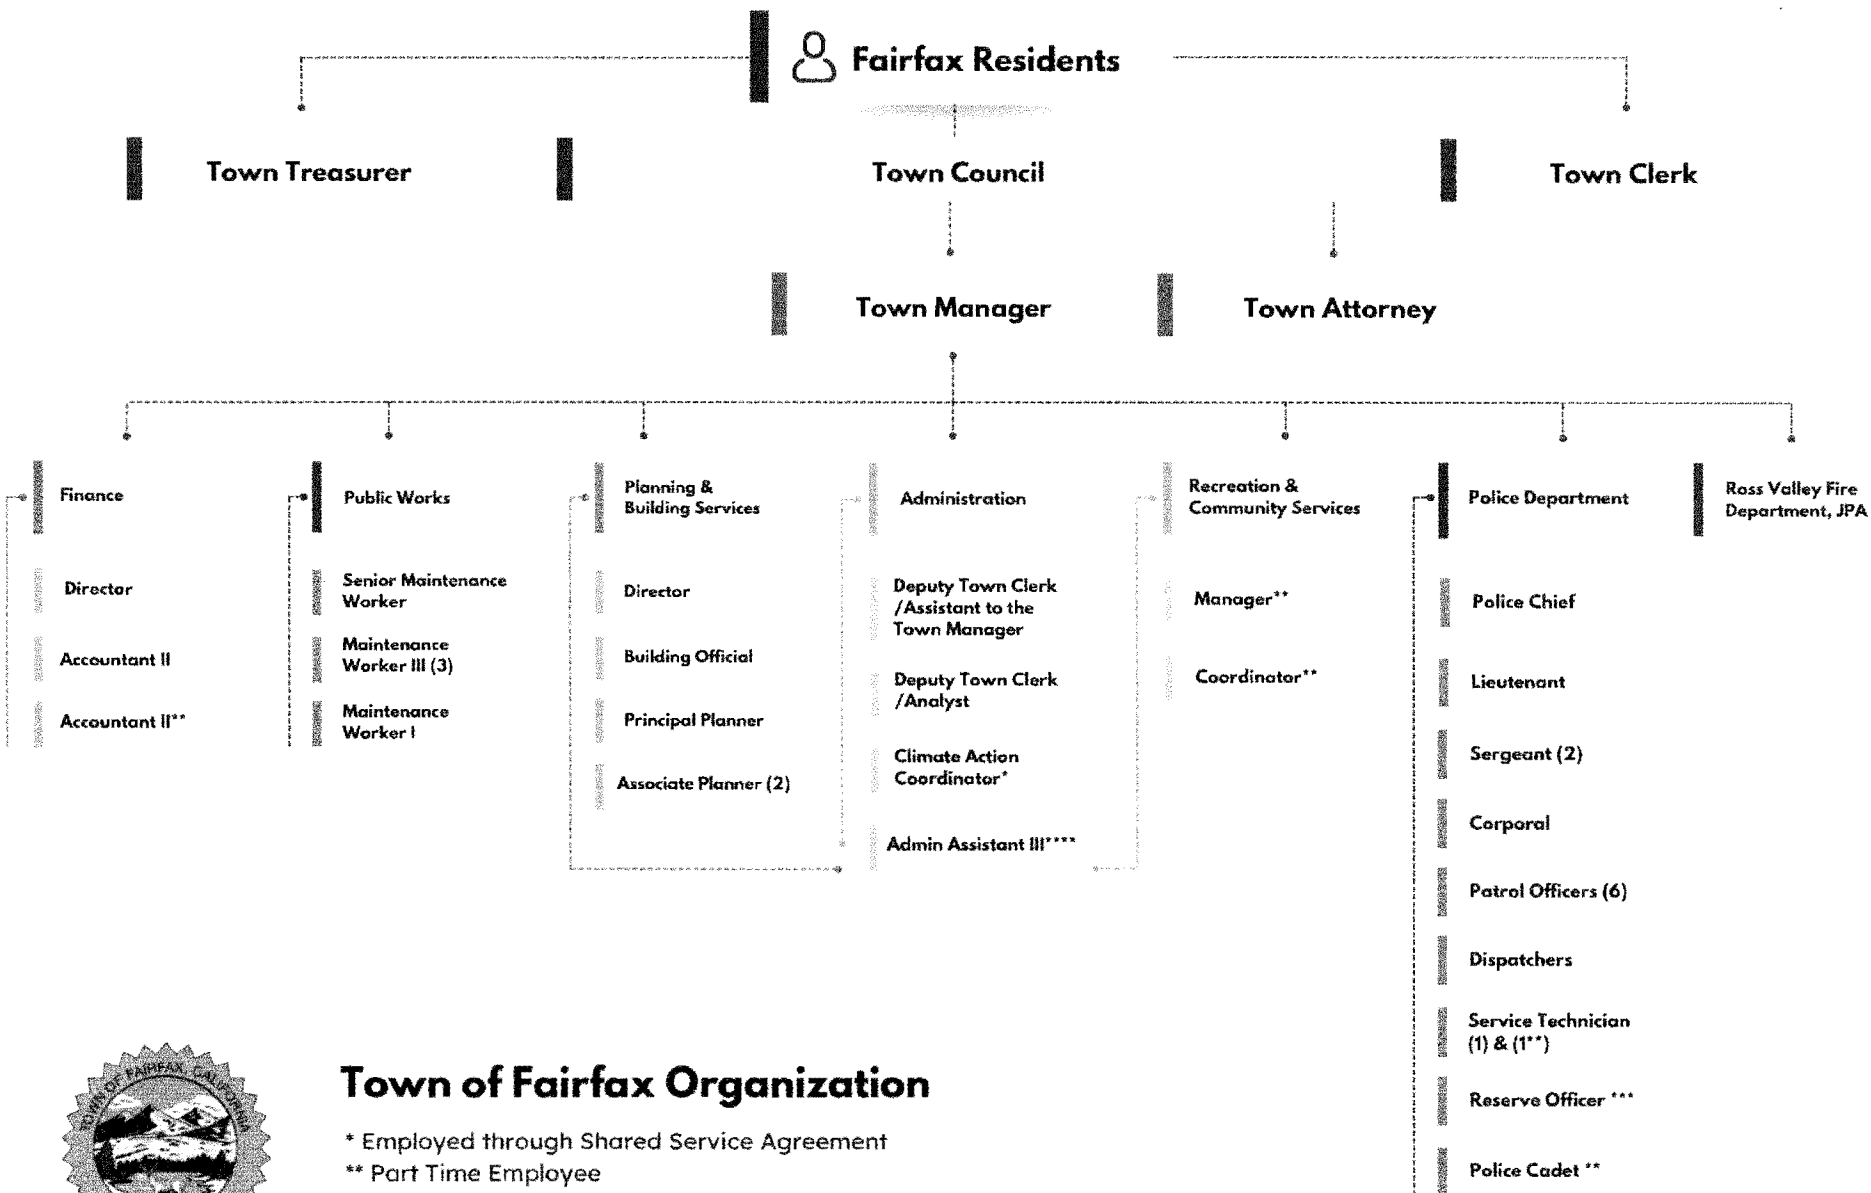 Fairfax Residents
Town Treasurer
Town Council
Town Clerk
Town Manager
Town Attorney
Finance
Director
Accountant II
Accountant II**
Public Works
Senior Maintenance
Worker
Maintenance
Worker III (3)
Maintenance
Worker I
Planning &
Building Services
Director
Building Official
Principal Planner
Associate Planner (2)
Administration
Deputy Town Clerk
/Assistant to the
Town Manager
Deputy Town Clerk
/Analyst
Climate Action
Coordinator*
Admin Assistant III****
Recreation &
Community Services
Manager**
Coordinator**
Police Department
Police Chief
Lieutenant
Sergeant (2)
Corporal
Patrol Officers (6)
Dispatchers
Service Technician
(1) & (1**)
Reserve Officer ***
Police Cadet **
Ross Valley Fire
Department, JPA
TOWN OF FAIRFAX, CALIFORNIA
Town of Fairfax Organization
* Employed through Shared Service Agreement
** Part Time Employee